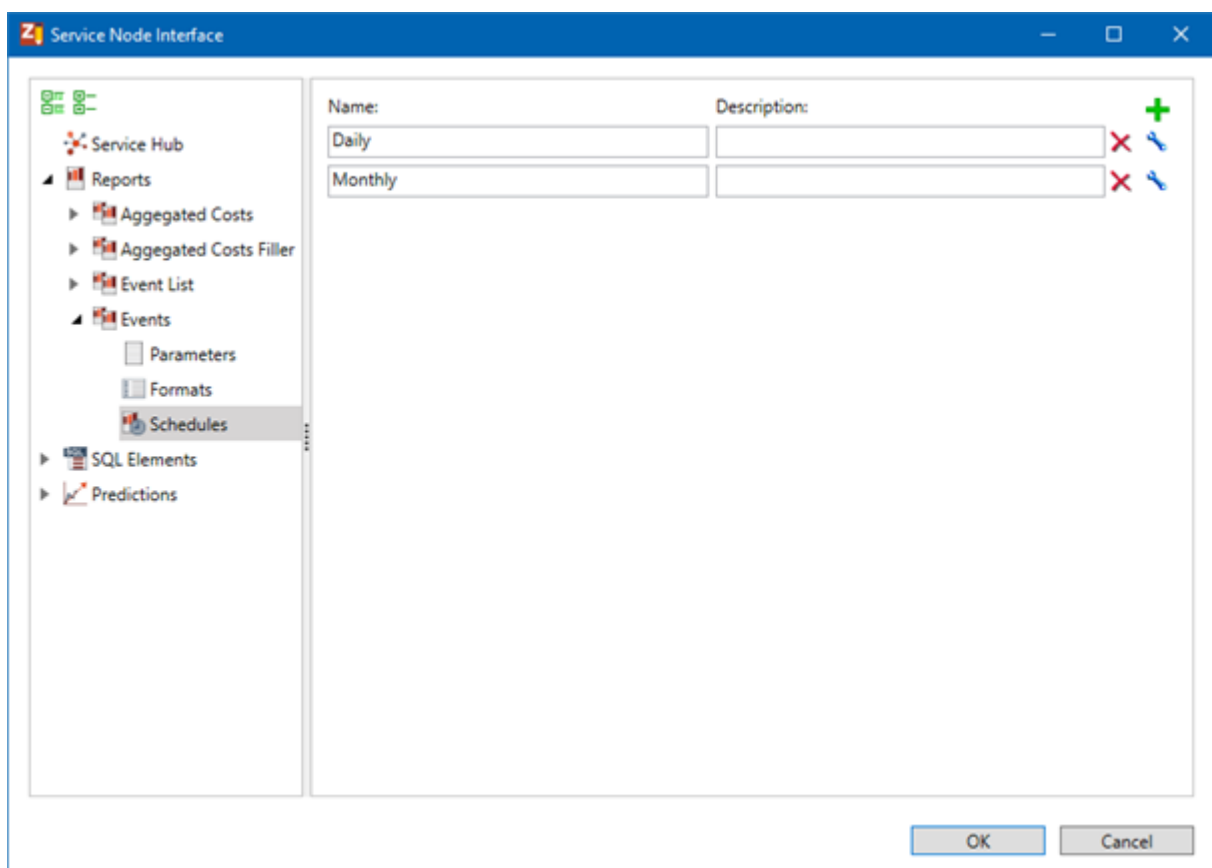 Service Node Interface
Name: Description:
Service Hub
Daily
Reports
Monthly
Aggegated Costs
Aggegated Costs Filler
Event List
Events
Parameters
Formats
Schedules
SQL Elements
Predictions
OK Cancel